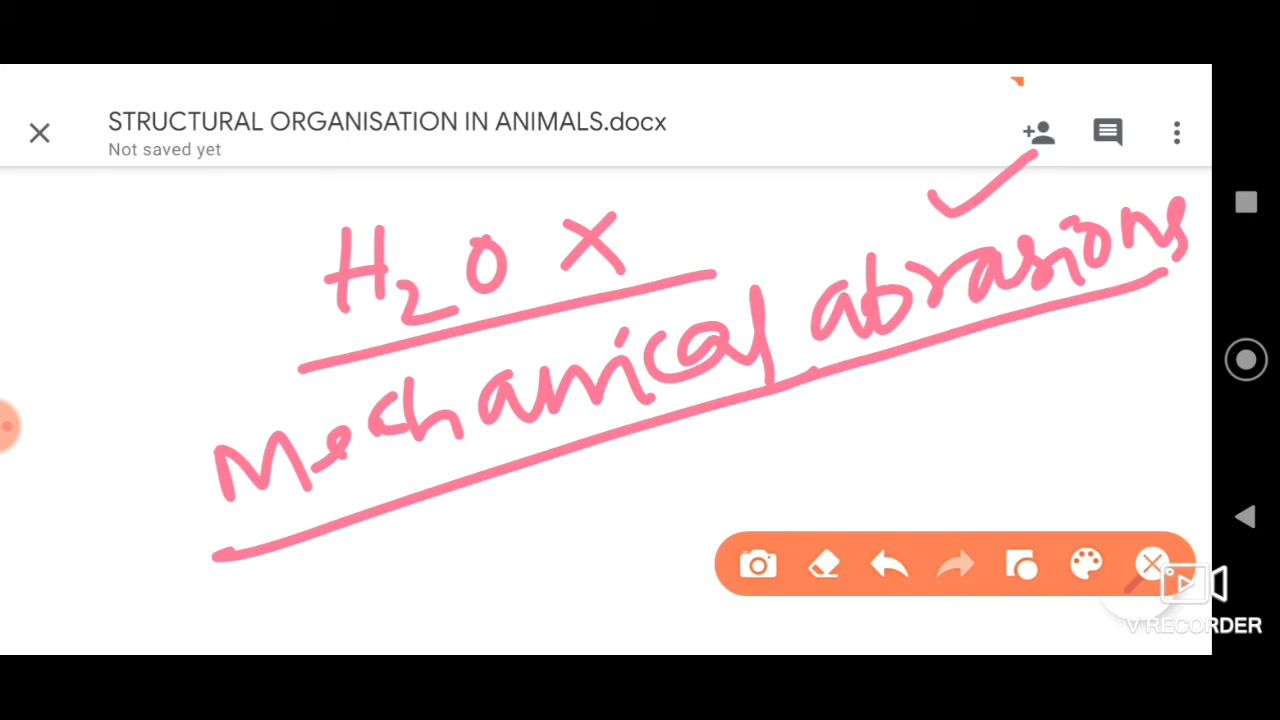 STRUCTURAL ORGANISATION IN ANIMALS.docx
Not saved yet
H₂O X
Mechanical abrasions
V RECORDER